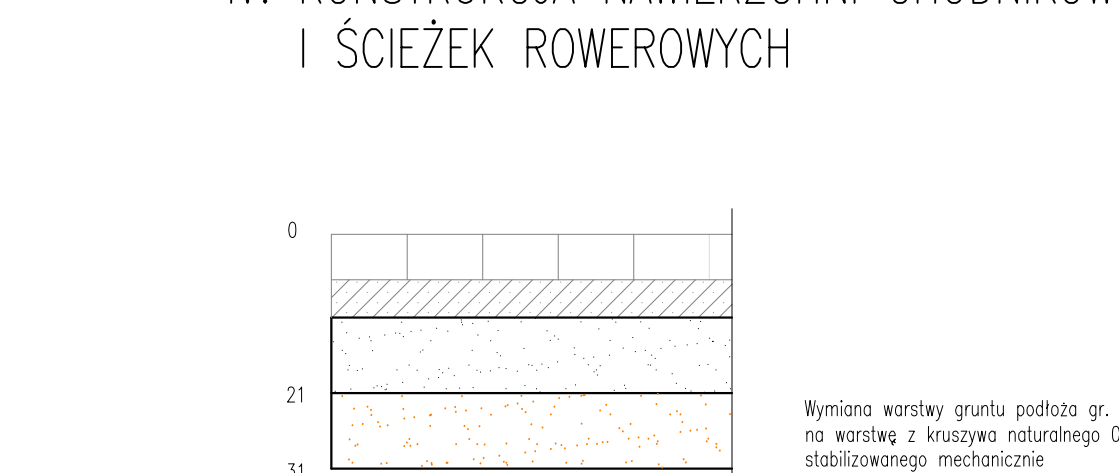 I ŚCIEŻEK ROWEROWYCH
0
21
31
Wymiana warstwy gruntu podłoża gr.
na warstwę z kruszywa naturalnego
stabilizowanego mechanicznie